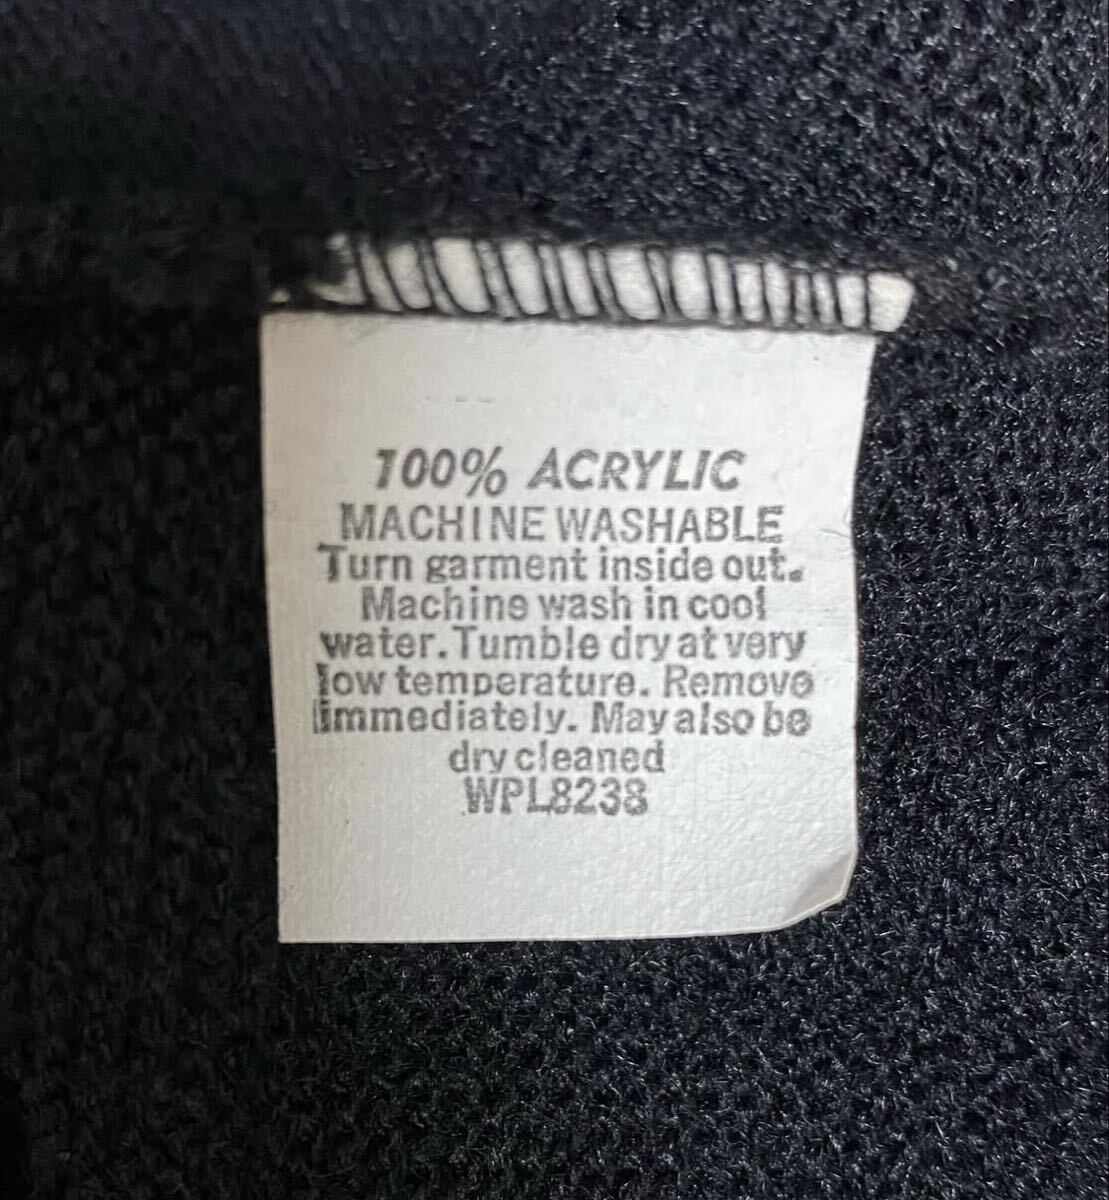 100% ACRYLIC
MACHINE WASHABLE
Turn garment inside out.
Machine wash in cool
water. Tumble dry at very
low temperature. Remove
immediately. May also be
dry cleaned
WPL8238